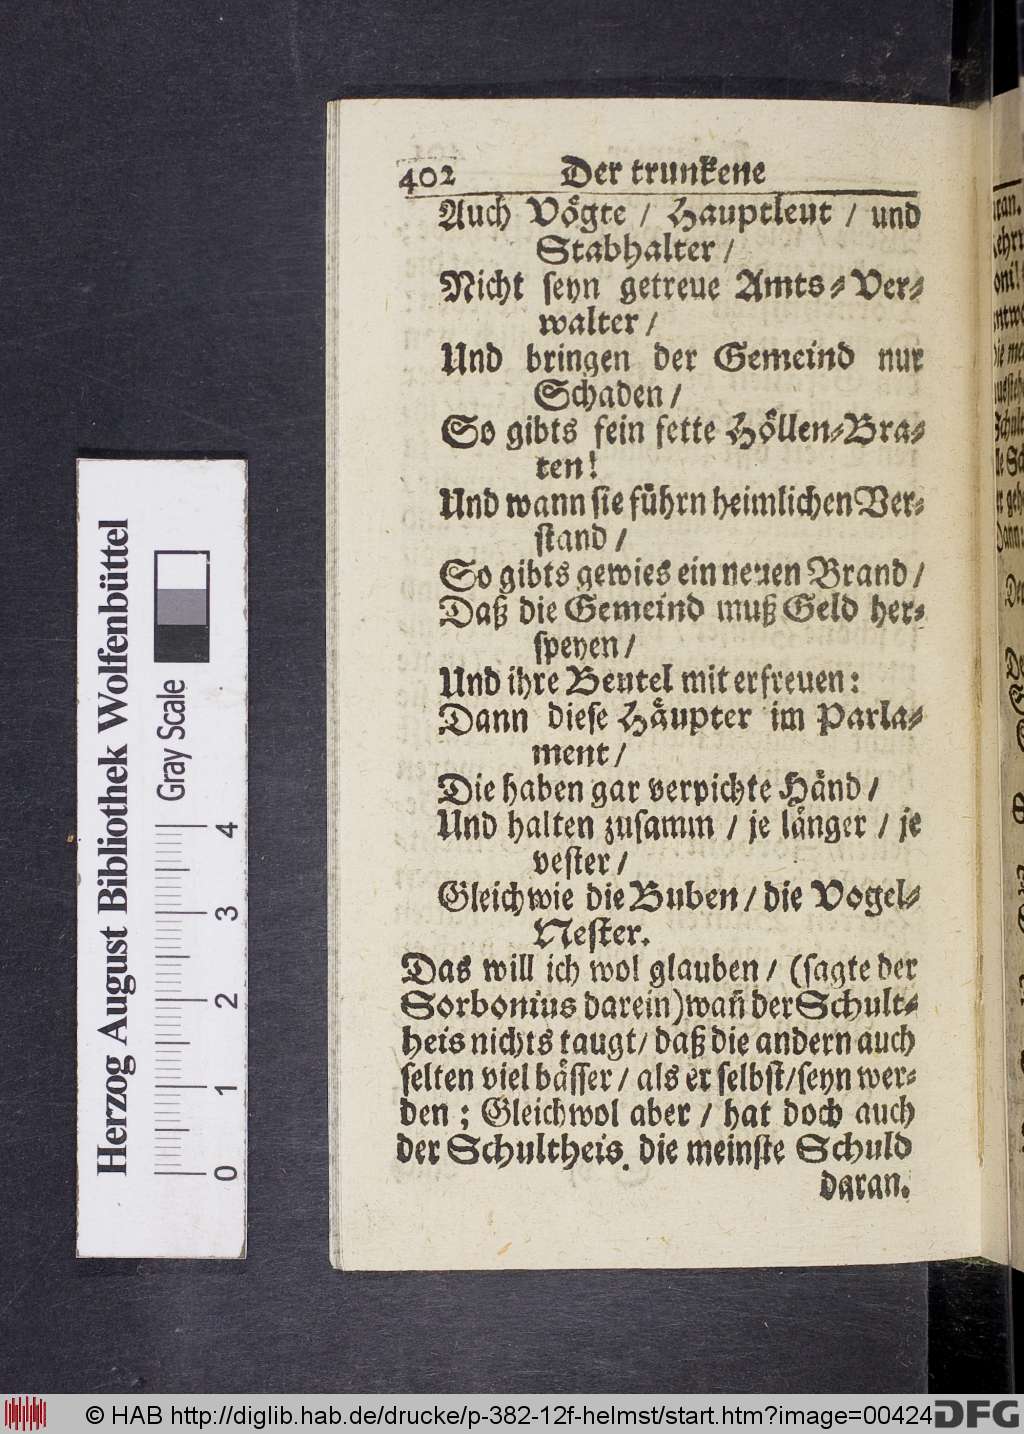 402 Der trunkene
Auch Vögte / Hauptleut / und
Stabhalter /
Nicht seyn getreue Amts-Ver-
walter /
Und bringen der Gemeind nur
Schaden /
So gibts fein fette Höllen-Bra-
ten!
Und wann sie führn heimlichen Ver-
stand /
So gibts gewies ein neuen Brand /
Daß die Gemeind muß Geld her-
speyen /
Und ihre Beutel mit erfreuen:
Dann diese Häupter im Parla-
ment /
Die haben gar verpichte Händ /
Und halten zusamm / je länger / je
vester /
Gleichwie die Buben / die Vogel-
Nester.
Das will ich wol glauben / (sagte der
Sorbonius darein) wañ der Schult-
heis nichts taugt / daß die andern auch
selten viel bässer / als er selbst / seyn wer-
den ; Gleichwol aber / hat doch auch
der Schultheis. die meinste Schuld
daran.
Herzog August Bibliothek Wolfenbüttel
Gray Scale
0 1 2 3 4
© HAB http://diglib.hab.de/drucke/p-382-12f-helmst/start.htm?image=00424
DFG